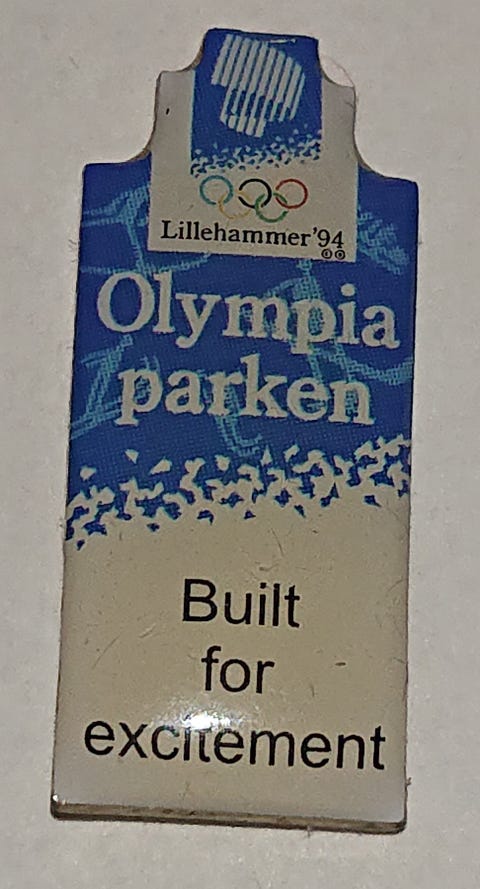 Lillehammer'94
Olympia
parken
Built
for
excitement